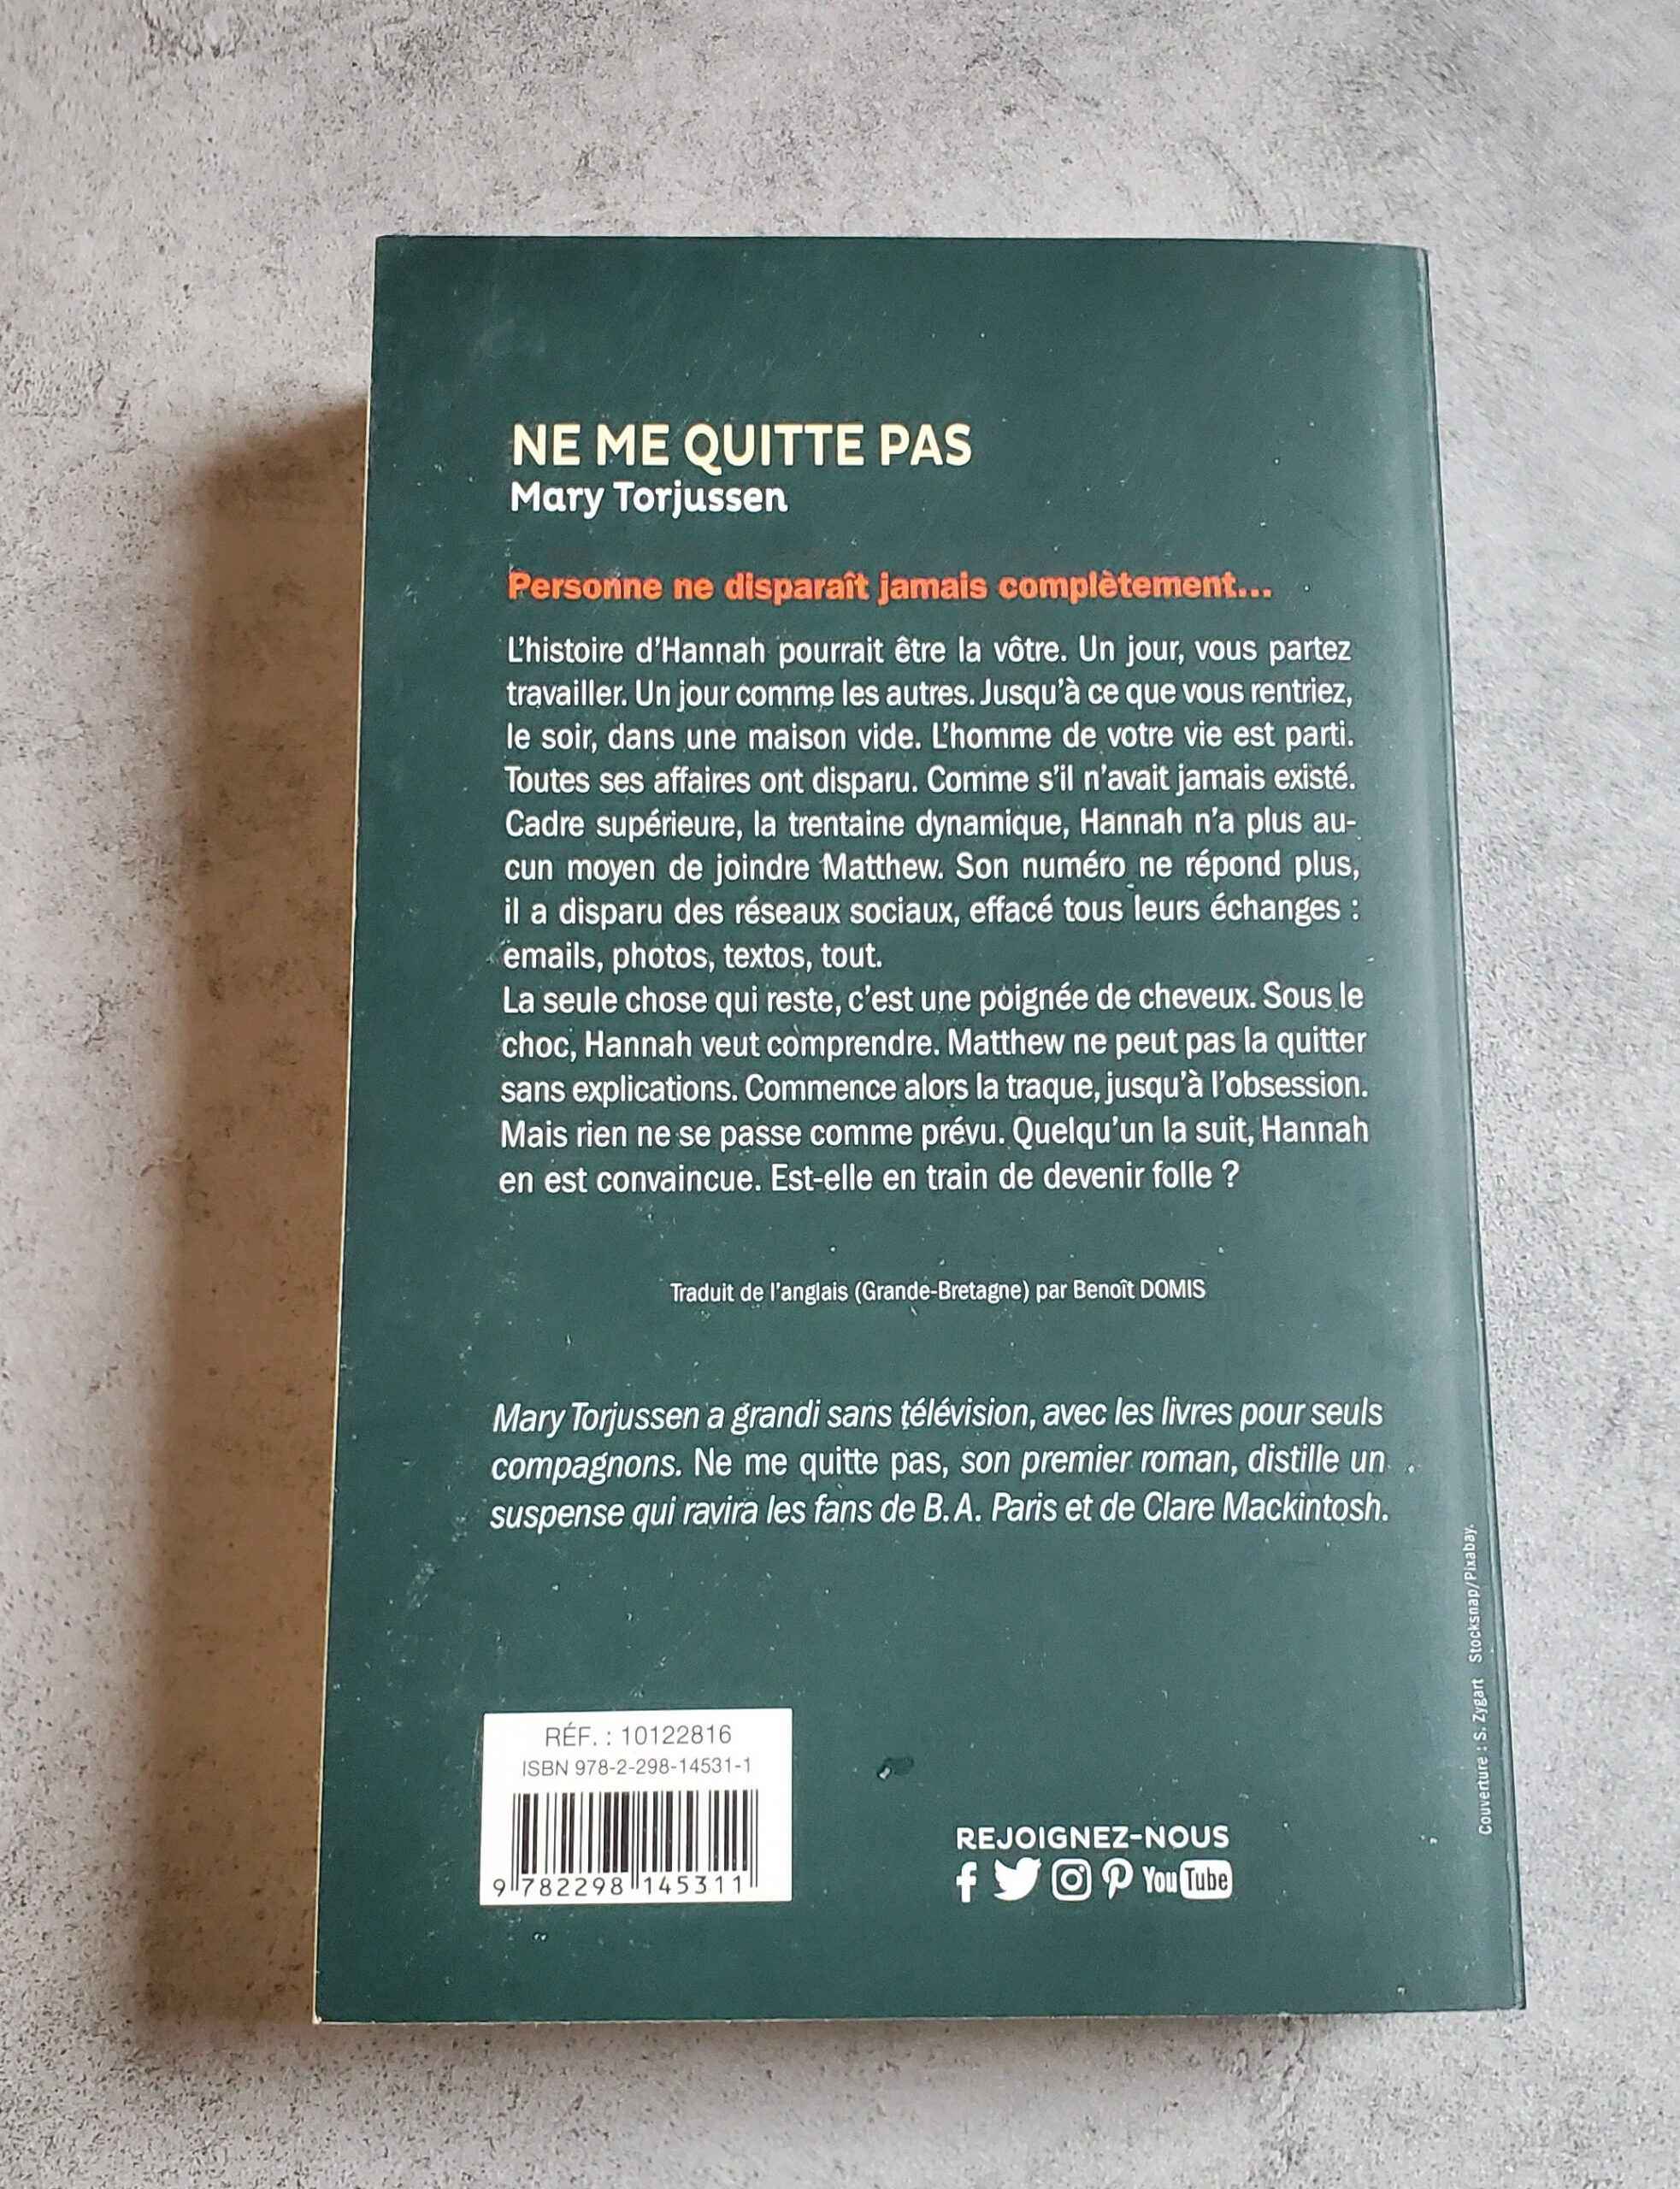 NE ME QUITTE PAS
Mary Torjussen
Personne ne disparaît jamais complètement...
L'histoire d'Hannah pourrait être la vôtre. Un jour, vous partez
travailler. Un jour comme les autres. Jusqu'à ce que vous rentriez,
le soir, dans une maison vide. L'homme de votre vie est parti.
Toutes ses affaires ont disparu. Comme s'il n'avait jamais existé.
Cadre supérieure, la trentaine dynamique, Hannah n'a plus au-
cun moyen de joindre Matthew. Son numéro ne répond plus,
il a disparu des réseaux sociaux, effacé tous leurs échanges :
emails, photos, textos, tout.
La seule chose qui reste, c'est une poignée de cheveux. Sous le
choc, Hannah veut comprendre. Matthew ne peut pas la quitter
sans explications. Commence alors la traque, jusqu'à l'obsession.
Mais rien ne se passe comme prévu. Quelqu'un la suit, Hannah
en est convaincue. Est-elle en train de devenir folle ?
Traduit de l'anglais (Grande-Bretagne) par Benoît DOMIS
Mary Torjussen a grandi sans télévision, avec les livres pour seuls
compagnons. Ne me quitte pas, son premier roman, distille un
suspense qui ravira les fans de B.A. Paris et de Clare Mackintosh.
RÉF. : 10122816
ISBN 978-2-298-14531-1
9 782298 145311
REJOIGNEZ-NOUS
YouTube
Couverture : S. Zygart Stocksnap/Pixabay.